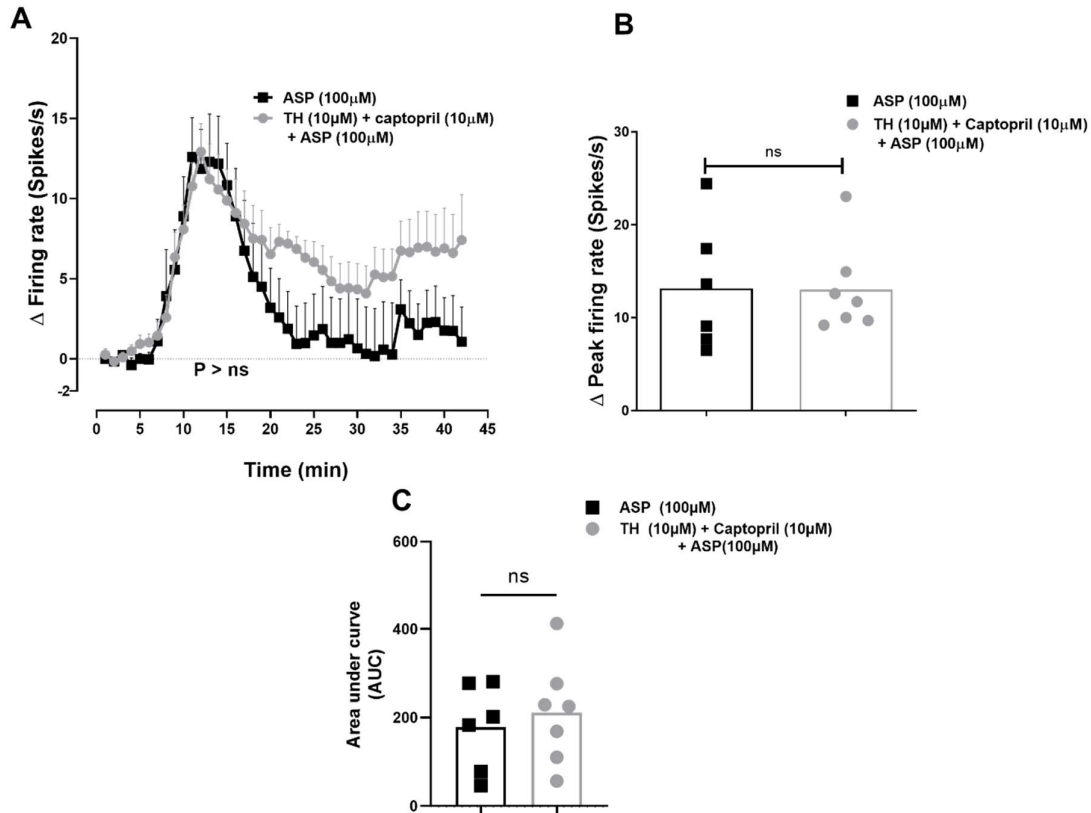 A
20
15
10
5
0
-2
Δ Firing rate (Spikes/s)
ASP (100μM)
TH (10μM) + captopril (10μM)
+ ASP (100μM)
P > ns
0 5 10 15 20 25 30 35 40 45
Time (min)
B
ASP (100μM)
TH (10μM) + Captopril (10μM)
+ ASP (100μM)
30
20
10
0
Δ Peak firing rate (Spikes/s)
ns
C
ASP (100μM)
TH (10μM) + Captopril (10μM)
+ ASP(100μM)
600
400
200
0
Area under curve
(AUC)
ns